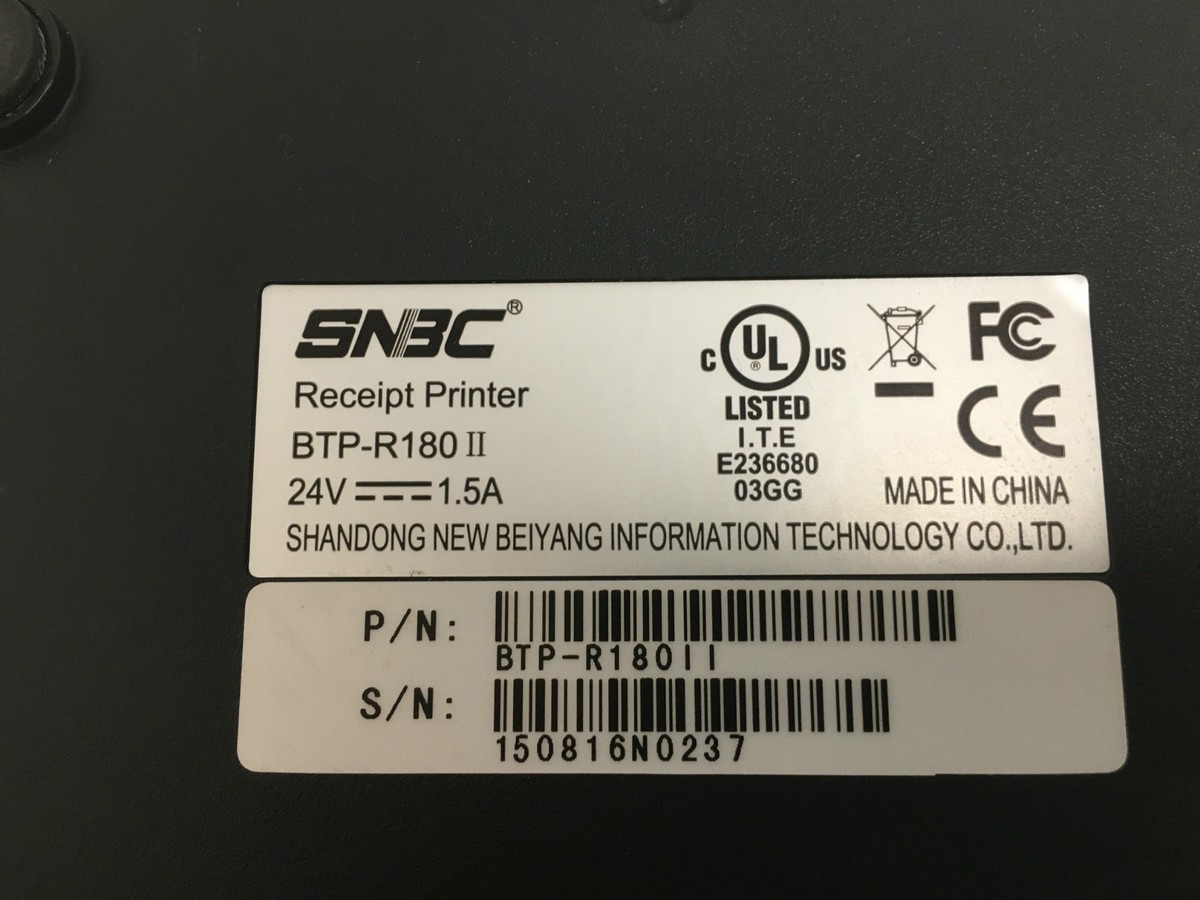 SNBC®
Receipt Printer
BTP-R180 II
24V 1.5A
C UL® US
LISTED
I.T.E
E236680
03GG
FC
CE
MADE IN CHINA
SHANDONG NEW BEIYANG INFORMATION TECHNOLOGY CO.,LTD.
P/N:
BTP-R180II
S/N:
150816N0237